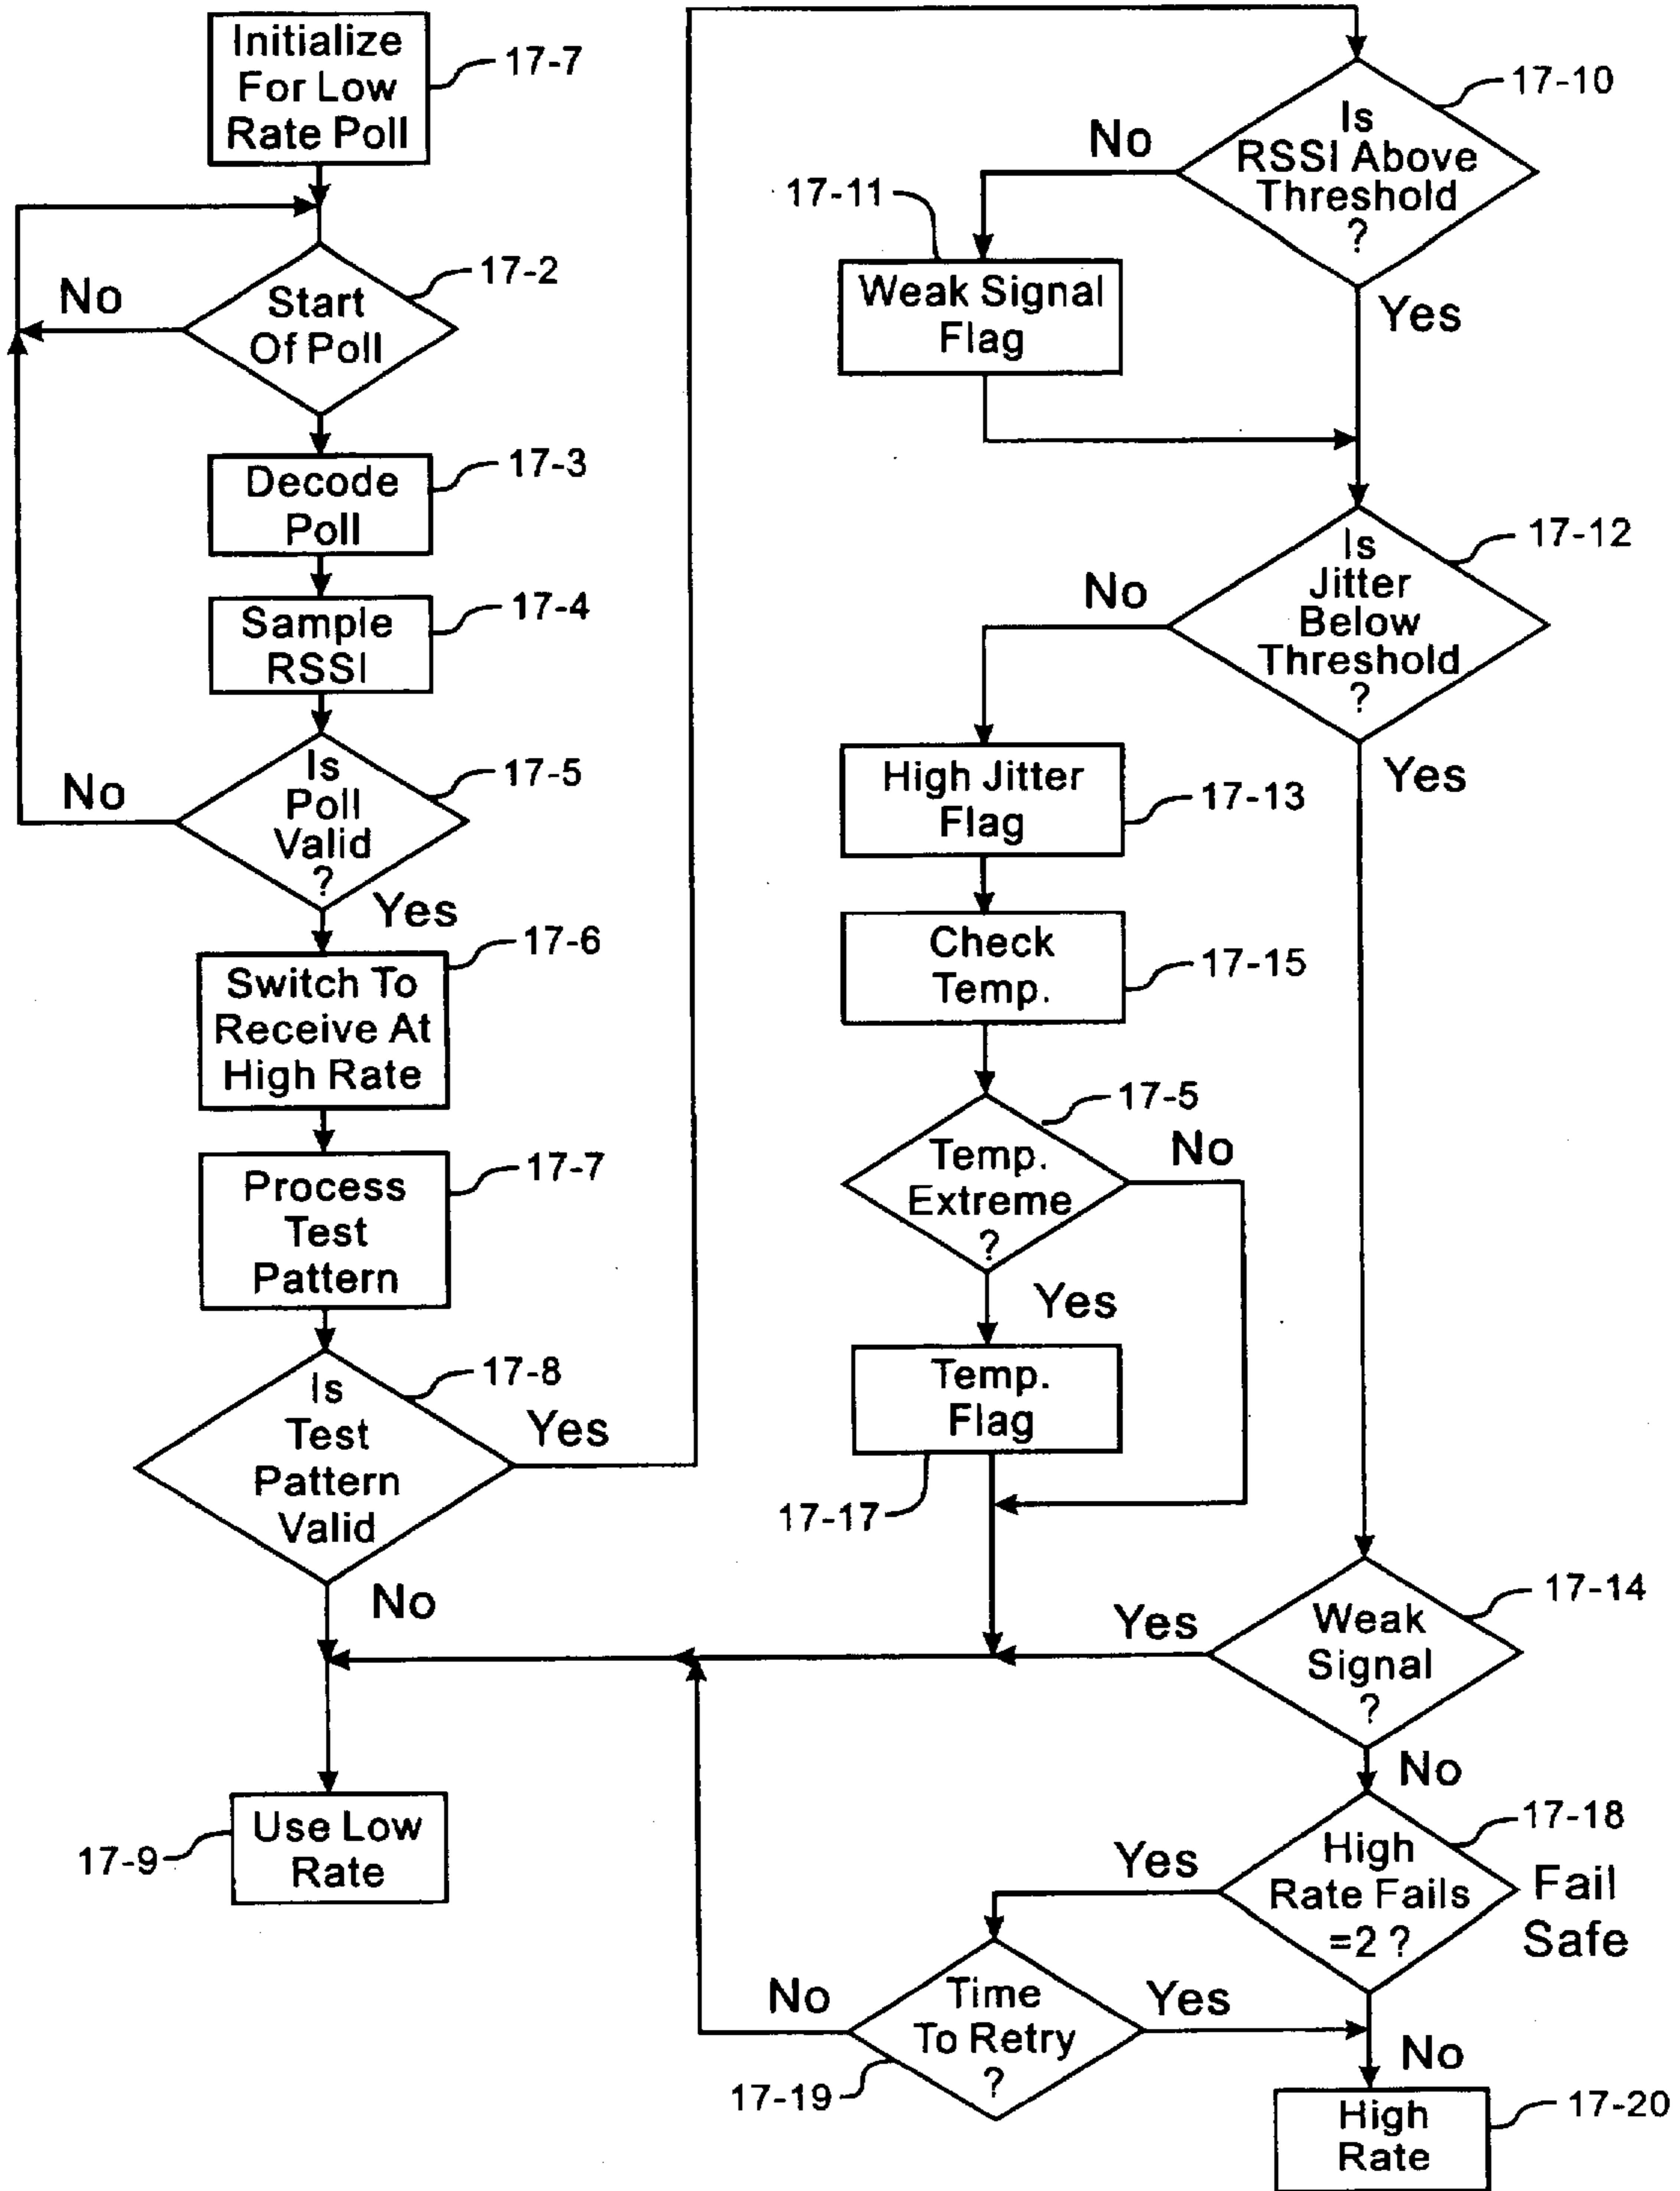 Initialize
For Low
Rate Poll
17-7
Start
Of Poll
17-2
No
Decode
Poll
17-3
Sample
RSSI
17-4
Is
Poll
Valid
?
17-5
No
Yes
Switch To
Receive At
High Rate
17-6
Process
Test
Pattern
17-7
Is
Test
Pattern
Valid
17-8
Yes
No
Use Low
Rate
17-9
Is
RSSI Above
Threshold
?
17-10
No
Yes
17-11
Weak Signal
Flag
Is
Jitter
Below
Threshold
?
17-12
No
Yes
High Jitter
Flag
17-13
Check
Temp.
17-15
Temp.
Extreme
?
17-5
No
Yes
Temp.
Flag
17-17
Weak
Signal
?
17-14
Yes
No
High
Rate Fails
=2 ?
17-18
Fail
Safe
Yes
No
Time
To Retry
?
17-19
No
Yes
High
Rate
17-20